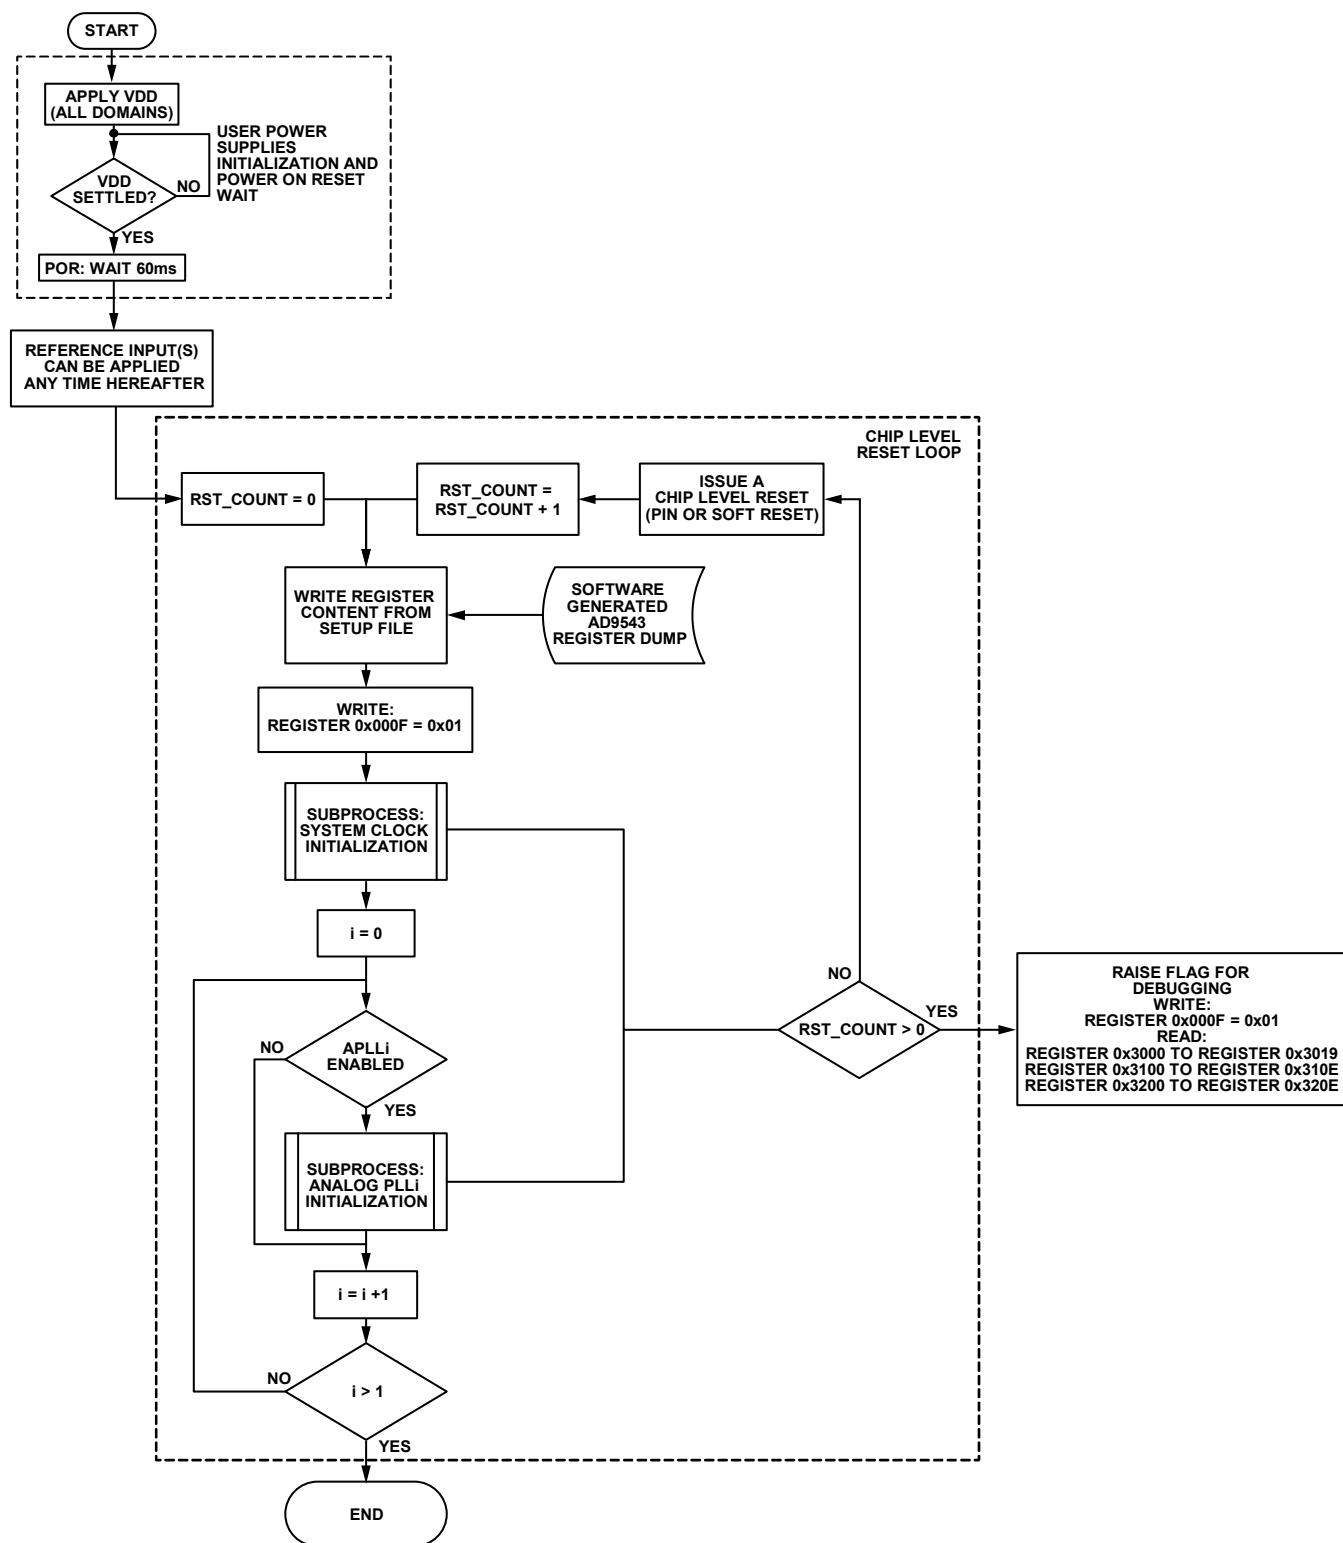 START
APPLY VDD
(ALL DOMAINS)
USER POWER
SUPPLIES
INITIALIZATION AND
POWER ON RESET
WAIT
VDD
SETTLED?
NO
YES
POR: WAIT 60ms
REFERENCE INPUT(S)
CAN BE APPLIED
ANY TIME HEREAFTER
CHIP LEVEL
RESET LOOP
RST_COUNT = 0
RST_COUNT =
RST_COUNT + 1
ISSUE A
CHIP LEVEL RESET
(PIN OR SOFT RESET)
WRITE REGISTER
CONTENT FROM
SETUP FILE
SOFTWARE
GENERATED
AD9543
REGISTER DUMP
WRITE:
REGISTER 0x000F = 0x01
SUBPROCESS:
SYSTEM CLOCK
INITIALIZATION
i = 0
NO
YES
RST_COUNT > 0
RAISE FLAG FOR
DEBUGGING
WRITE:
REGISTER 0x000F = 0x01
READ:
REGISTER 0x3000 TO REGISTER 0x3019
REGISTER 0x3100 TO REGISTER 0x310E
REGISTER 0x3200 TO REGISTER 0x320E
NO
APLLi
ENABLED
YES
SUBPROCESS:
ANALOG PLLi
INITIALIZATION
i = i +1
NO
i > 1
YES
END